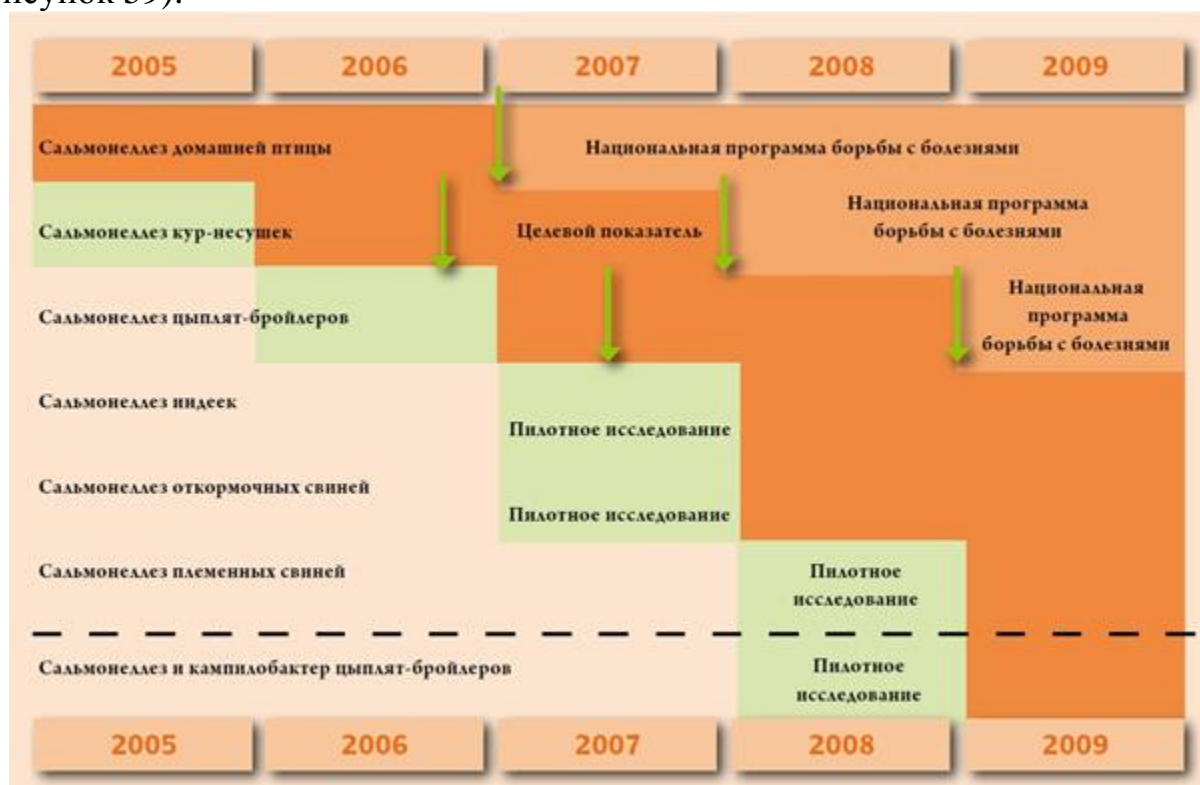 исунок 39).
2005 2006 2007 2008 2009
Сальмонеллез домашней птицы
Национальная программа борьбы с болезнями
Национальная программа
борьбы с болезнями
Сальмонеллез кур-несушек
Целевой показатель
Национальная
программа
борьбы с болезнями
Сальмонеллез цыплят-бройлеров
Сальмонеллез индеек
Пилотное исследование
Сальмонеллез откормочных свиней
Пилотное исследование
Сальмонеллез племенных свиней
Пилотное
исследование
Сальмонеллез и кампилобактер цыплят-бройлеров
Пилотное
исследование
2005 2006 2007 2008 2009